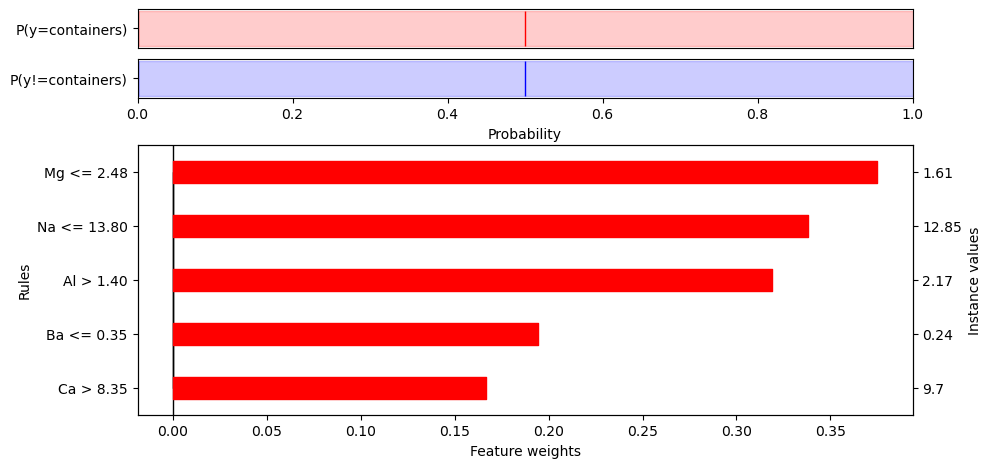 P(y=containers)
P(y!=containers)
0.0 0.2 0.4 0.6 0.8 1.0
Probability
Mg <= 2.48 1.61
Na <= 13.80 12.85
Al > 1.40 2.17
Ba <= 0.35 0.24
Ca > 8.35 9.7
Rules
Instance values
0.00 0.05 0.10 0.15 0.20 0.25 0.30 0.35
Feature weights